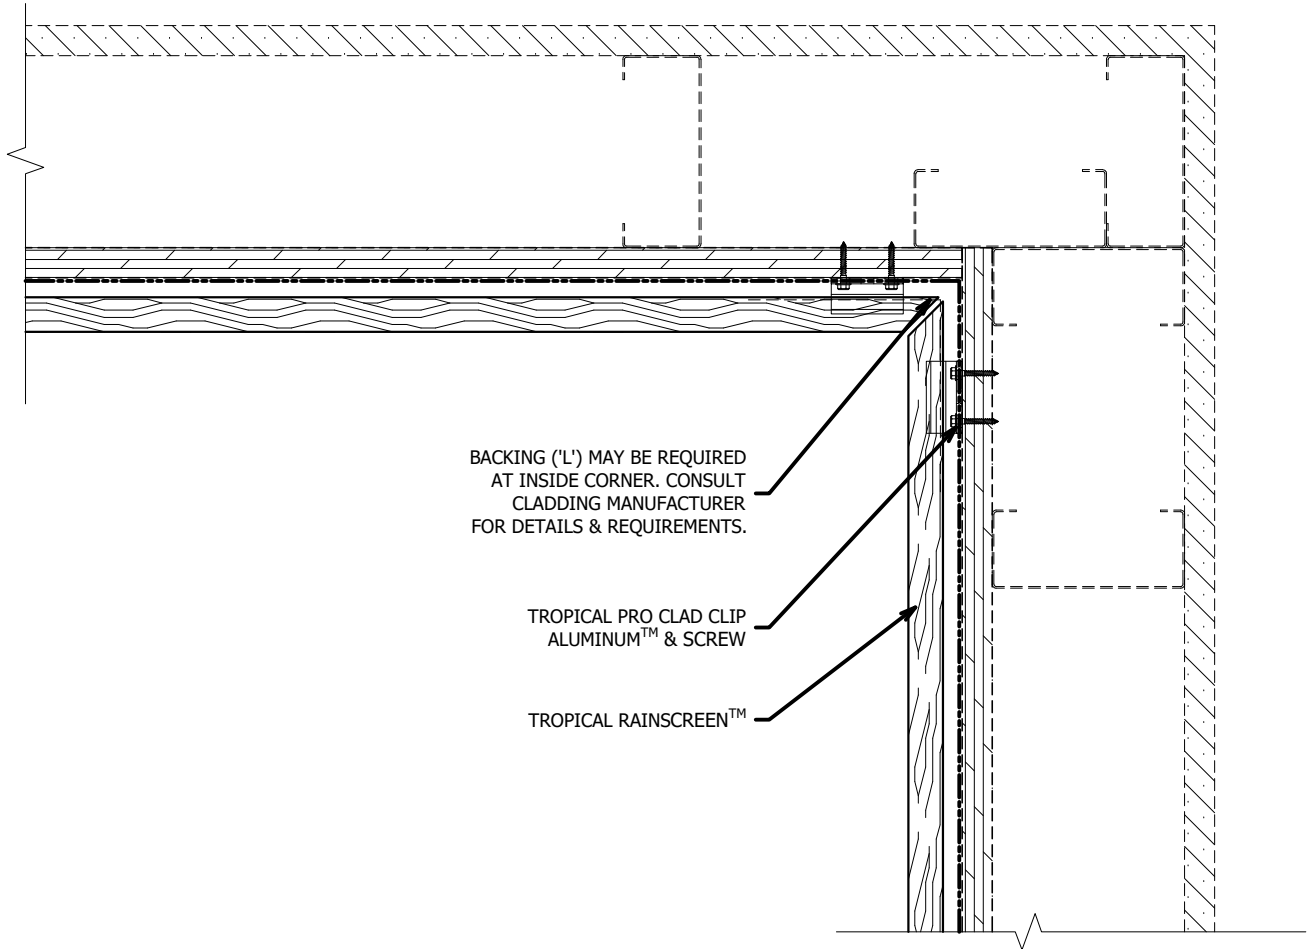 BACKING ('L') MAY BE REQUIRED
AT INSIDE CORNER. CONSULT
CLADDING MANUFACTURER
FOR DETAILS & REQUIREMENTS.
TROPICAL PRO CLAD CLIP
ALUMINUM™ & SCREW
TROPICAL RAINSCREEN™